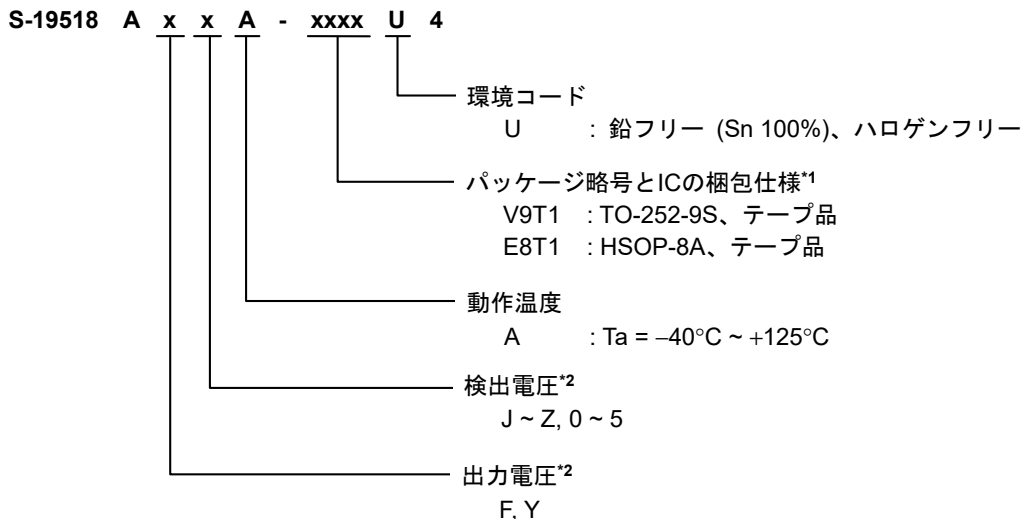 S-19518 A x x A - xxxx U 4
環境コード
U : 鉛フリー (Sn 100%)、ハロゲンフリー
パッケージ略号とICの梱包仕様*1
V9T1 : TO-252-9S、テープ品
E8T1 : HSOP-8A、テープ品
動作温度
A : Ta = −40°C ~ +125°C
検出電圧*2
J ~ Z, 0 ~ 5
出力電圧*2
F, Y